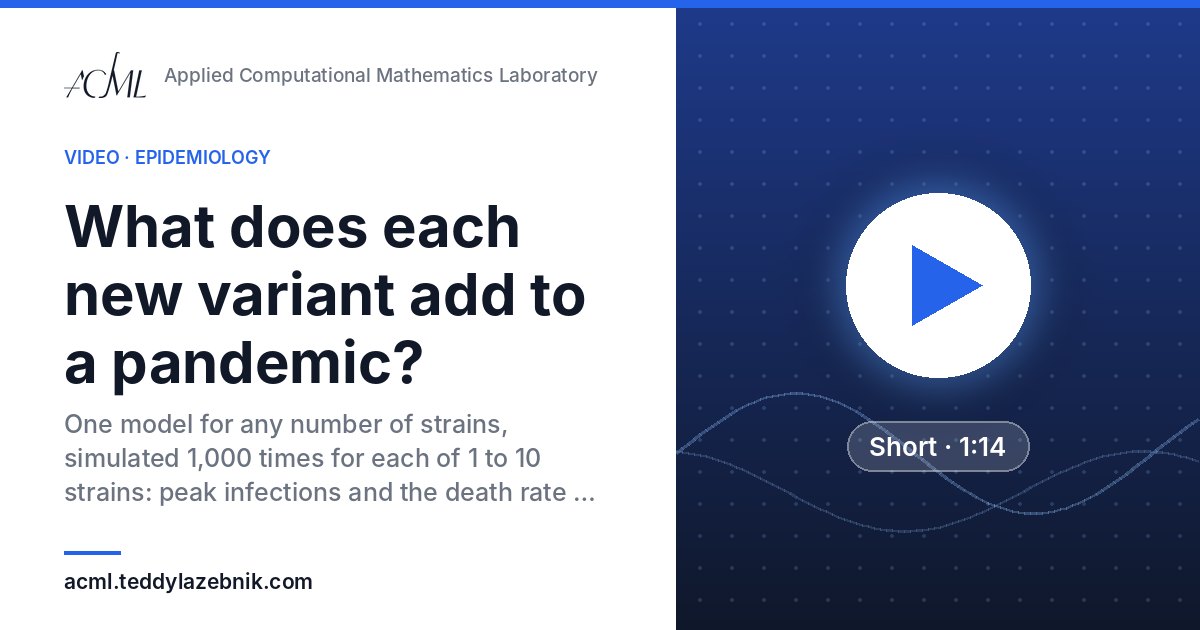 ACML
Applied Computational Mathematics Laboratory
VIDEO · EPIDEMIOLOGY
What does each
new variant add to
a pandemic?
One model for any number of strains,
simulated 1,000 times for each of 1 to 10
strains: peak infections and the death rate ...
Short · 1:14
acml.teddylazebnik.com